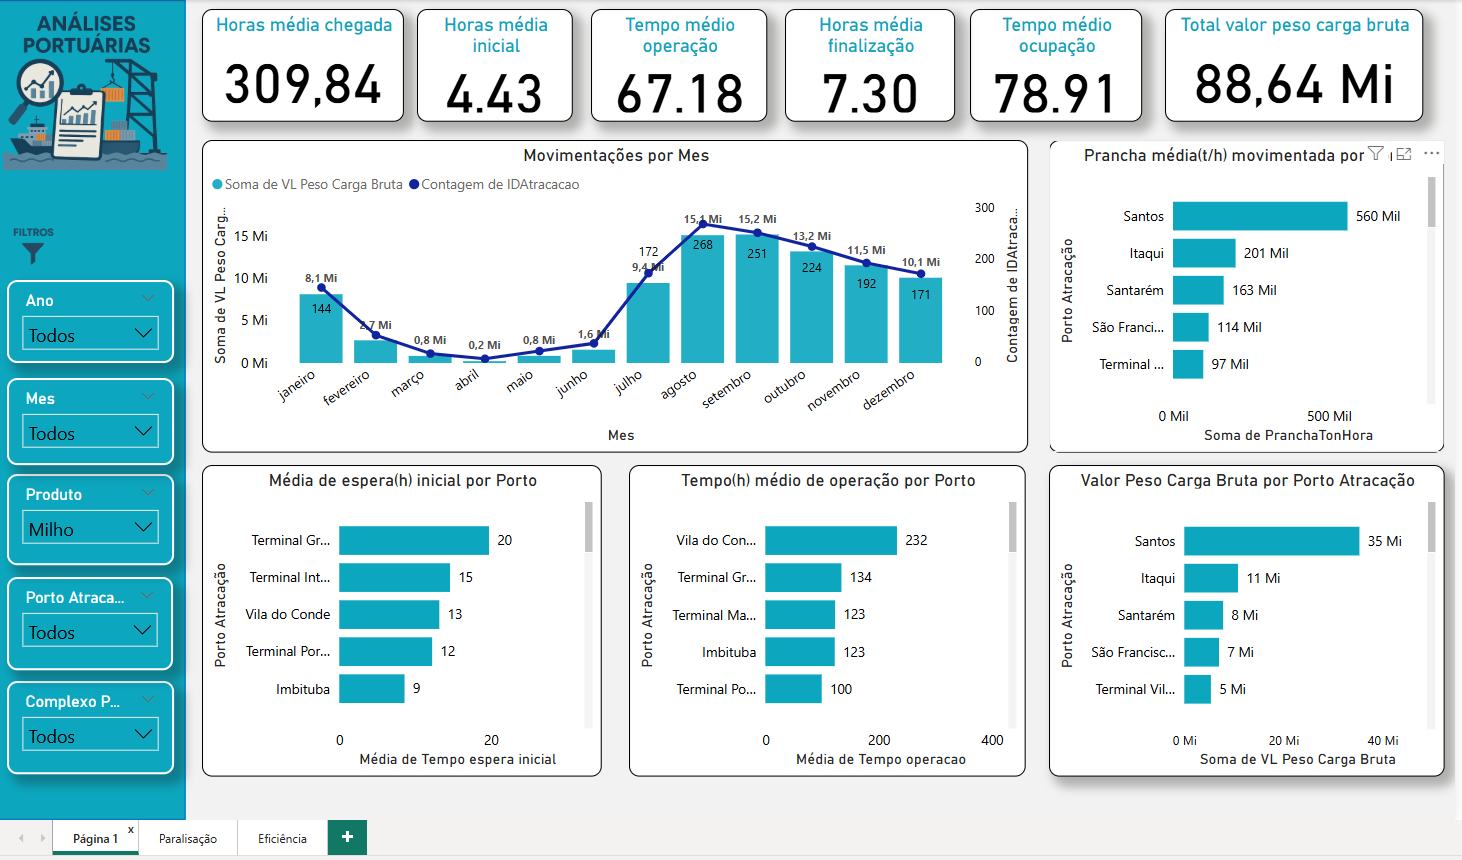 ANÁLISES
PORTUÁRIAS
FILTROS
Ano
Todos
Mes
Todos
Produto
Milho
Porto Atraca...
Todos
Complexo P...
Todos
Horas média chegada
309,84
Horas média
inicial
4.43
Tempo médio
operação
67.18
Horas média
finalização
7.30
Tempo médio
ocupação
78.91
Total valor peso carga bruta
88,64 Mi
Movimentações por Mes
Soma de VL Peso Carga Bruta
Contagem de IDAtracacao
Soma de VL Peso Carg...
15 Mi
10 Mi
5 Mi
0 Mi
8,1 Mi
144
2,7 Mi
0,8 Mi
0,2 Mi
0,8 Mi
1,6 Mi
172
9,4 Mi
15,1 Mi
268
15,2 Mi
251
13,2 Mi
224
11,5 Mi
192
10,1 Mi
171
300
200
100
0
Contagem de IDAtraca...
janeiro
fevereiro
março
abril
maio
junho
julho
agosto
setembro
outubro
novembro
dezembro
Mes
Prancha média(t/h) movimentada por
Porto Atracação
Santos
560 Mil
Itaqui
201 Mil
Santarém
163 Mil
São Franci...
114 Mil
Terminal ...
97 Mil
0 Mil
500 Mil
Soma de PranchaTonHora
Média de espera(h) inicial por Porto
Porto Atracação
Terminal Gr...
20
Terminal Int...
15
Vila do Conde
13
Terminal Por...
12
Imbituba
9
0
20
Média de Tempo espera inicial
Tempo(h) médio de operação por Porto
Porto Atracação
Vila do Con...
232
Terminal Gr...
134
Terminal Ma...
123
Imbituba
123
Terminal Po...
100
0
200
400
Média de Tempo operacao
Valor Peso Carga Bruta por Porto Atracação
Porto Atracação
Santos
35 Mi
Itaqui
11 Mi
Santarém
8 Mi
São Francisc...
7 Mi
Terminal Vil...
5 Mi
0 Mi
20 Mi
40 Mi
Soma de VL Peso Carga Bruta
Página 1
x
Paralisação
Eficiência
+